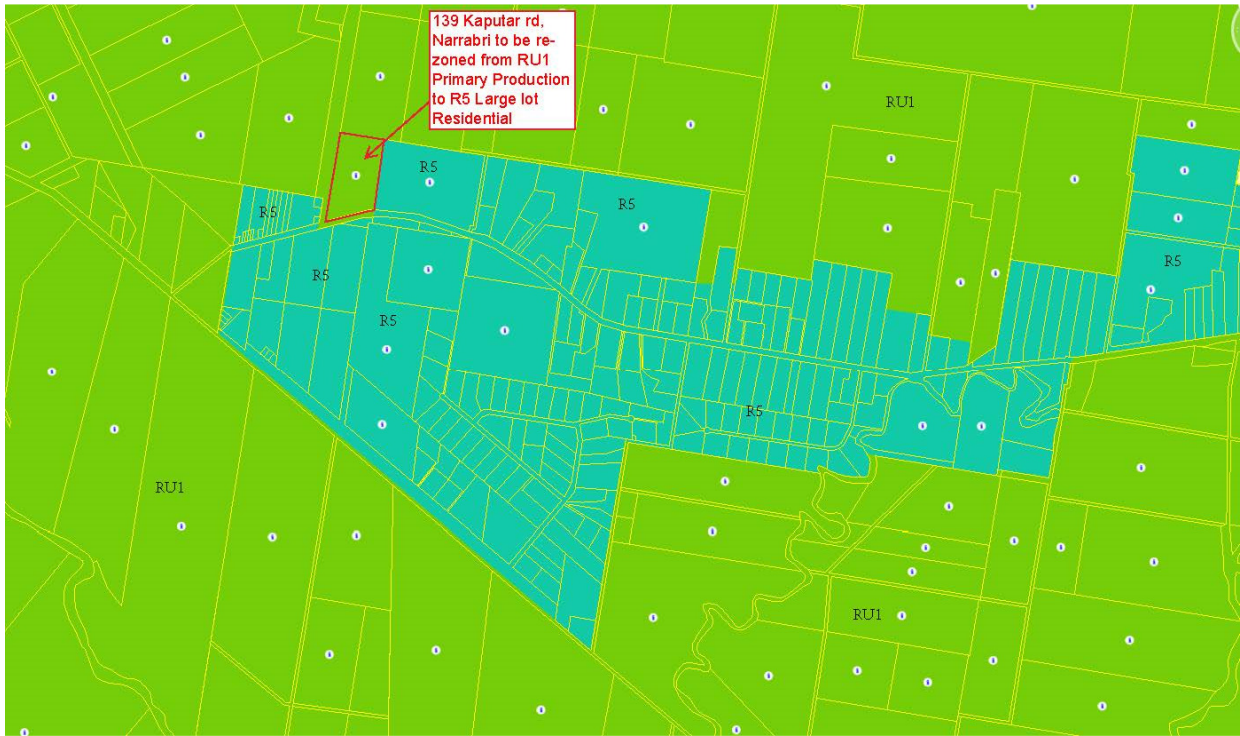 139 Kaputar rd,
Narrabri to be re-
zoned from RU1
Primary Production
to R5 Large lot
Residential
RU1
R5
R5
R5
R5
R5
R5
R5
RU1
RU1